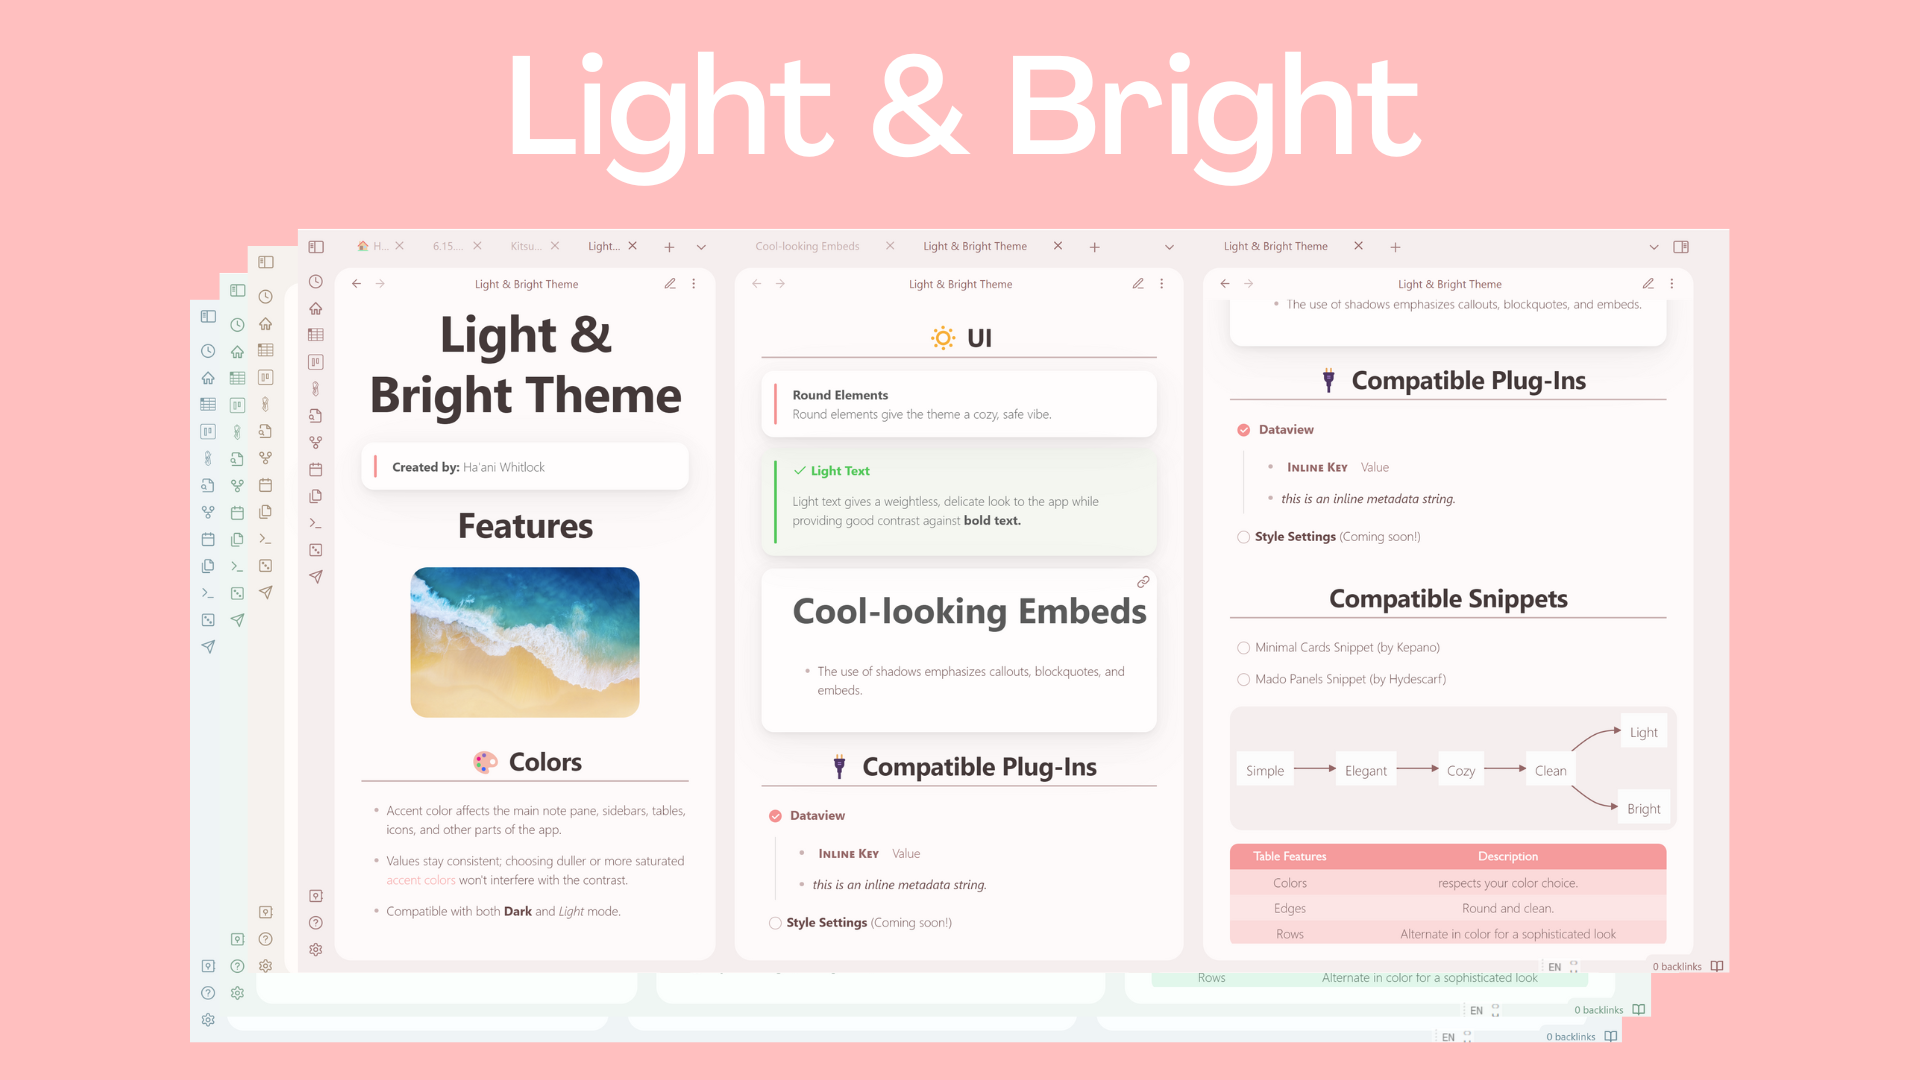 Light & Bright
H...
6.15....
Kitsu...
Light...
Cool-looking Embeds
Light & Bright Theme
Light & Bright Theme
Light & Bright Theme
Light &
Bright Theme
Created by: Ha'ani Whitlock
Features
Colors
Accent color affects the main note pane, sidebars, tables,
icons, and other parts of the app.
Values stay consistent; choosing duller or more saturated
accent colors won't interfere with the contrast.
Compatible with both Dark and Light mode.
Light & Bright Theme
UI
Round Elements
Round elements give the theme a cozy, safe vibe.
Light Text
Light text gives a weightless, delicate look to the app while
providing good contrast against bold text.
Cool-looking Embeds
The use of shadows emphasizes callouts, blockquotes, and
embeds.
Compatible Plug-Ins
Dataview
INLINE KEY Value
this is an inline metadata string.
Style Settings (Coming soon!)
Light & Bright Theme
The use of shadows emphasizes callouts, blockquotes, and embeds.
Compatible Plug-Ins
Dataview
INLINE KEY Value
this is an inline metadata string.
Style Settings (Coming soon!)
Compatible Snippets
Minimal Cards Snippet (by Kepano)
Mado Panels Snippet (by Hydescarf)
Simple
Elegant
Cozy
Clean
Light
Bright
Table Features Description
Colors respects your color choice.
Edges Round and clean.
Rows Alternate in color for a sophisticated look
EN
0 backlinks
Rows Alternate in color for a sophisticated look
EN
0 backlinks
EN
0 backlinks